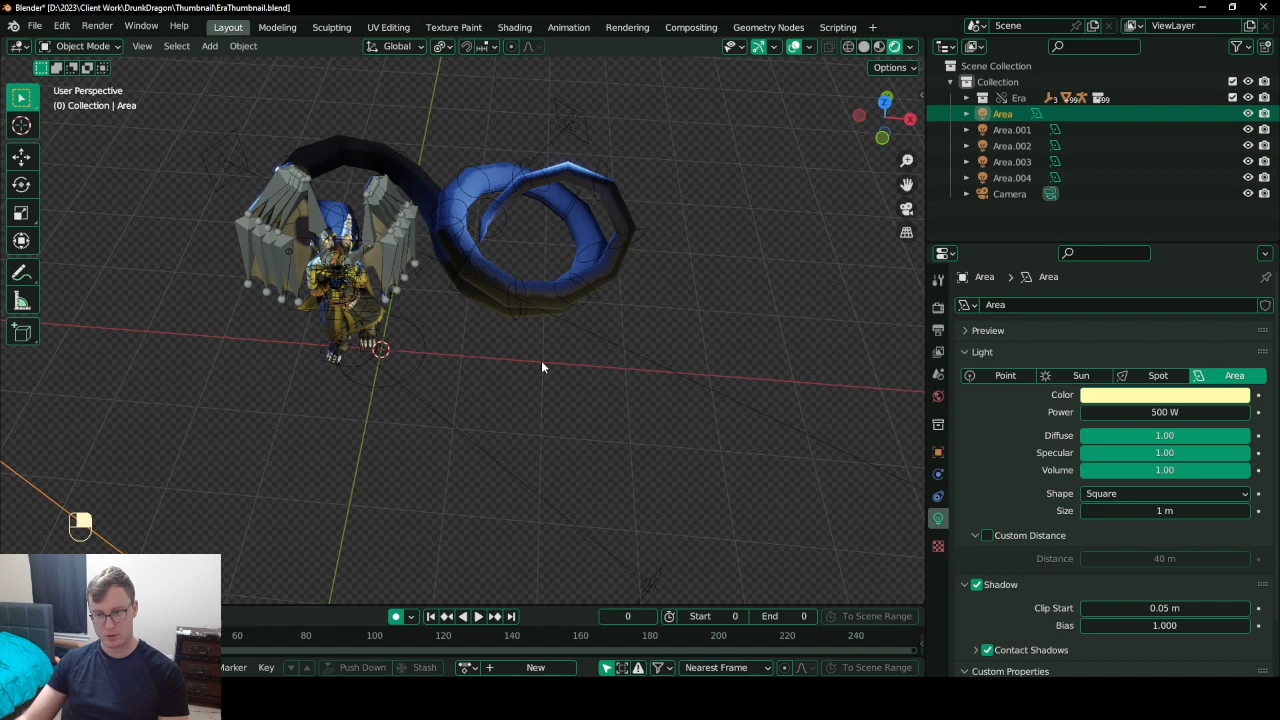 Blender* [D:\2023\Client Work\DrunkDragon\Thumbnail\EraThumbnail.blend]
File Edit Render Window Help Layout Modeling Sculpting UV Editing Texture Paint Shading Animation Rendering Compositing Geometry Nodes Scripting + Scene ViewLayer
Object Mode View Select Add Object Global
Options
User Perspective
(0) Collection | Area
Z
X
Scene Collection
Collection
Era 3 99 99
Area
Area.001
Area.002
Area.003
Area.004
Camera
Area > Area
Area
Preview
Light
Point Sun Spot Area
Color
Power 500 W
Diffuse 1.00
Specular 1.00
Volume 1.00
Shape Square
Size 1 m
Custom Distance
Distance 40 m
Shadow
Clip Start 0.05 m
Bias 1.000
Contact Shadows
Custom Properties
0 Start 0 End 0 To Scene Range
60 80 100 120 140 160 180 200 220 240
Marker Key Push Down Stash + New Nearest Frame To Scene Range